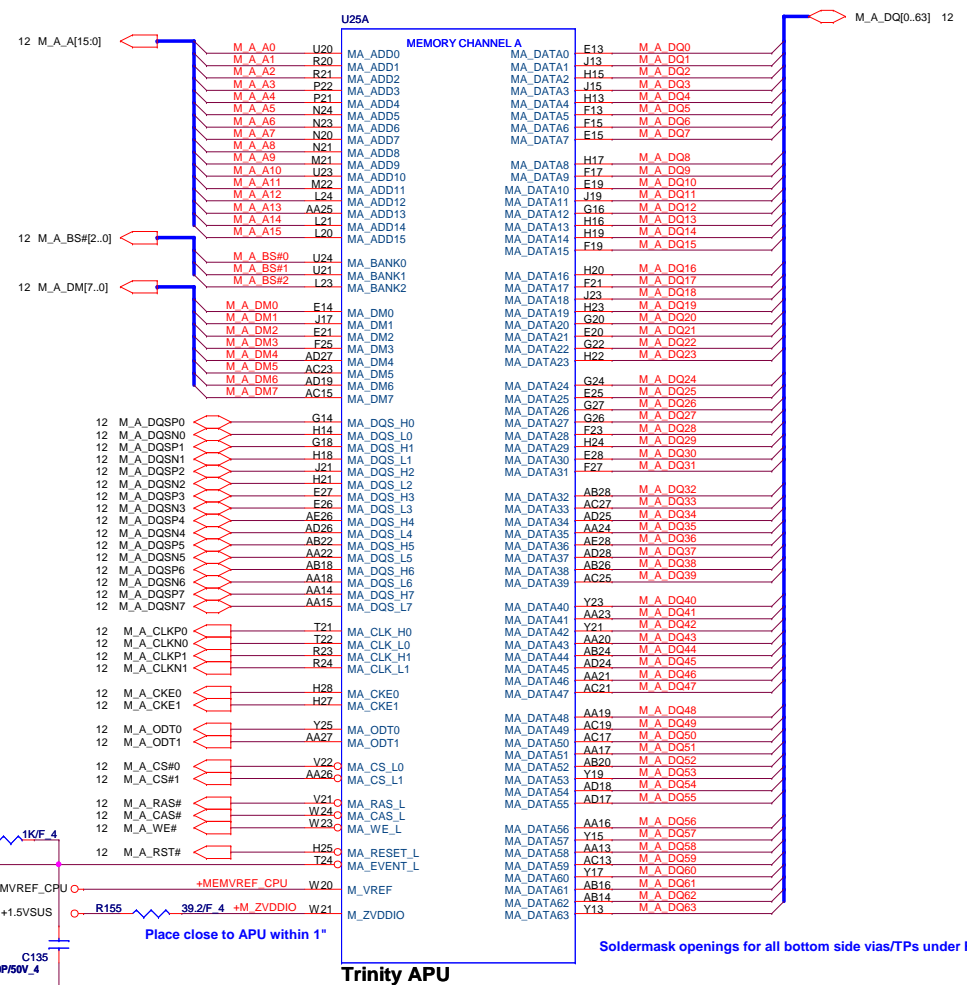 U25A
M_A_DQ[0..63] 12
MEMORY CHANNEL A
12 M_A_A[15:0]
M_A_A0 U20 MA_ADD0 MA_DATA0 E13 M_A_DQ0
M_A_A1 R20 MA_ADD1 MA_DATA1 J13 M_A_DQ1
M_A_A2 R21 MA_ADD2 MA_DATA2 H15 M_A_DQ2
M_A_A3 P22 MA_ADD3 MA_DATA3 J15 M_A_DQ3
M_A_A4 P21 MA_ADD4 MA_DATA4 H13 M_A_DQ4
M_A_A5 N24 MA_ADD5 MA_DATA5 F13 M_A_DQ5
M_A_A6 N23 MA_ADD6 MA_DATA6 F15 M_A_DQ6
M_A_A7 N20 MA_ADD7 MA_DATA7 E15 M_A_DQ7
M_A_A8 N21 MA_ADD8
M_A_A9 M21 MA_ADD9 MA_DATA8 H17 M_A_DQ8
M_A_A10 U23 MA_ADD10 MA_DATA9 F17 M_A_DQ9
M_A_A11 M22 MA_ADD11 MA_DATA10 E19 M_A_DQ10
M_A_A12 L24 MA_ADD12 MA_DATA11 J19 M_A_DQ11
M_A_A13 AA25 MA_ADD13 MA_DATA12 G16 M_A_DQ12
M_A_A14 L21 MA_ADD14 MA_DATA13 H16 M_A_DQ13
M_A_A15 L20 MA_ADD15 MA_DATA14 H19 M_A_DQ14
MA_DATA15 F19 M_A_DQ15
12 M_A_BS#[2..0]
M_A_BS#0 U24 MA_BANK0
M_A_BS#1 U21 MA_BANK1 MA_DATA16 H20 M_A_DQ16
M_A_BS#2 L23 MA_BANK2 MA_DATA17 F21 M_A_DQ17
12 M_A_DM[7..0]
MA_DATA18 J23 M_A_DQ18
M_A_DM0 E14 MA_DM0 MA_DATA19 H23 M_A_DQ19
M_A_DM1 J17 MA_DM1 MA_DATA20 G20 M_A_DQ20
M_A_DM2 E21 MA_DM2 MA_DATA21 E20 M_A_DQ21
M_A_DM3 F25 MA_DM3 MA_DATA22 G22 M_A_DQ22
M_A_DM4 AD27 MA_DM4 MA_DATA23 H22 M_A_DQ23
M_A_DM5 AC23 MA_DM5
M_A_DM6 AD19 MA_DM6 MA_DATA24 G24 M_A_DQ24
M_A_DM7 AC15 MA_DM7 MA_DATA25 E25 M_A_DQ25
MA_DATA26 G27 M_A_DQ26
12 M_A_DQSP0 G14 MA_DQS_H0 MA_DATA27 G26 M_A_DQ27
12 M_A_DQSN0 H14 MA_DQS_L0 MA_DATA28 F23 M_A_DQ28
12 M_A_DQSP1 G18 MA_DQS_H1 MA_DATA29 H24 M_A_DQ29
12 M_A_DQSN1 H18 MA_DQS_L1 MA_DATA30 E28 M_A_DQ30
12 M_A_DQSP2 J21 MA_DQS_H2 MA_DATA31 F27 M_A_DQ31
12 M_A_DQSN2 H21 MA_DQS_L2
12 M_A_DQSP3 E27 MA_DQS_H3 MA_DATA32 AB28 M_A_DQ32
12 M_A_DQSN3 E26 MA_DQS_L3 MA_DATA33 AC27 M_A_DQ33
12 M_A_DQSP4 AE26 MA_DQS_H4 MA_DATA34 AD25 M_A_DQ34
12 M_A_DQSN4 AD26 MA_DQS_L4 MA_DATA35 AA24 M_A_DQ35
12 M_A_DQSP5 AB22 MA_DQS_H5 MA_DATA36 AE28 M_A_DQ36
12 M_A_DQSN5 AA22 MA_DQS_L5 MA_DATA37 AD28 M_A_DQ37
12 M_A_DQSP6 AB18 MA_DQS_H6 MA_DATA38 AB26 M_A_DQ38
12 M_A_DQSN6 AA18 MA_DQS_L6 MA_DATA39 AC25 M_A_DQ39
12 M_A_DQSP7 AA14 MA_DQS_H7
12 M_A_DQSN7 AA15 MA_DQS_L7 MA_DATA40 Y23 M_A_DQ40
MA_DATA41 AA23 M_A_DQ41
12 M_A_CLKP0 T21 MA_CLK_H0 MA_DATA42 Y21 M_A_DQ42
12 M_A_CLKN0 T22 MA_CLK_L0 MA_DATA43 AA20 M_A_DQ43
12 M_A_CLKP1 R23 MA_CLK_H1 MA_DATA44 AB24 M_A_DQ44
12 M_A_CLKN1 R24 MA_CLK_L1 MA_DATA45 AD24 M_A_DQ45
MA_DATA46 AA21 M_A_DQ46
12 M_A_CKE0 H28 MA_CKE0 MA_DATA47 AC21 M_A_DQ47
12 M_A_CKE1 H27 MA_CKE1
MA_DATA48 AA19 M_A_DQ48
12 M_A_ODT0 Y25 MA_ODT0 MA_DATA49 AC19 M_A_DQ49
12 M_A_ODT1 AA27 MA_ODT1 MA_DATA50 AC17 M_A_DQ50
MA_DATA51 AA17 M_A_DQ51
12 M_A_CS#0 V22 MA_CS_L0 MA_DATA52 AB20 M_A_DQ52
12 M_A_CS#1 AA26 MA_CS_L1 MA_DATA53 Y19 M_A_DQ53
MA_DATA54 AD18 M_A_DQ54
12 M_A_RAS# V21 MA_RAS_L MA_DATA55 AD17 M_A_DQ55
12 M_A_CAS# W24 MA_CAS_L
12 M_A_WE# W23 MA_WE_L MA_DATA56 AA16 M_A_DQ56
1K/F_4 MA_DATA57 Y15 M_A_DQ57
12 M_A_RST# H25 MA_RESET_L MA_DATA58 AA13 M_A_DQ58
T24 MA_EVENT_L MA_DATA59 AC13 M_A_DQ59
MA_DATA60 Y17 M_A_DQ60
MVREF_CPU +MEMVREF_CPU W20 M_VREF MA_DATA61 AB16 M_A_DQ61
MA_DATA62 AB14 M_A_DQ62
+1.5VSUS R155 39.2/F_4 +M_ZVDDIO W21 M_ZVDDIO MA_DATA63 Y13 M_A_DQ63
Place close to APU within 1"
Soldermask openings for all bottom side vias/TPs under
C135
0P/50V_4
Trinity APU